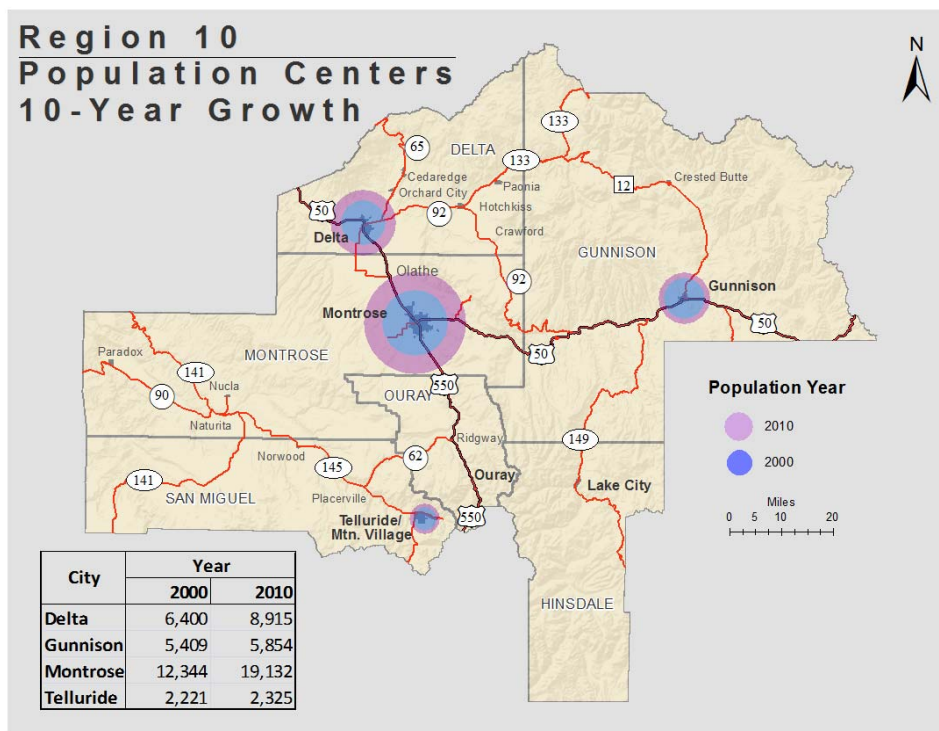 Region 10
Population Centers
10-Year Growth
N
133
65
DELTA
133
Cedaredge
Orchard City
Paonia
12
Crested Butte
50
92
Hotchkiss
Delta
Crawford
GUNNISON
Olathe
92
Gunnison
Montrose
50
50
Paradox
141
MONTROSE
550
Nucla
OURAY
90
Naturita
Population Year
2010
2000
Ridgway
149
Norwood
145
62
141
SAN MIGUEL
Placerville
Ouray
Lake City
Miles
0 5 10 20
Telluride/
Mtn. Village
550
HINSDALE
City Year
2000 2010
Delta 6,400 8,915
Gunnison 5,409 5,854
Montrose 12,344 19,132
Telluride 2,221 2,325